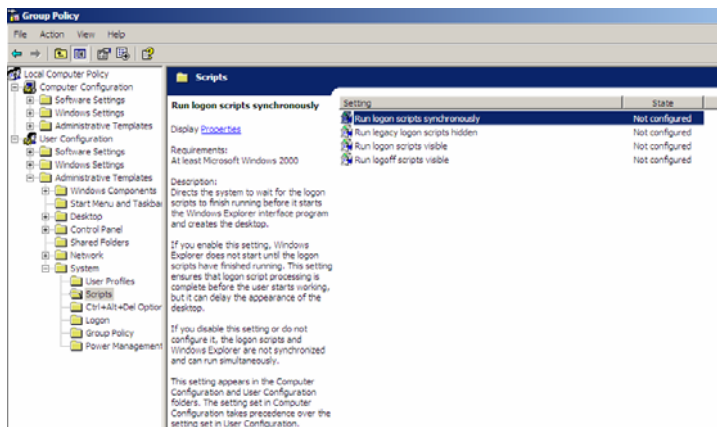 Group Policy
File Action View Help
Local Computer Policy
Computer Configuration
Software Settings
Windows Settings
Administrative Templates
User Configuration
Software Settings
Windows Settings
Administrative Templates
Windows Components
Start Menu and Taskbar
Desktop
Control Panel
Shared Folders
Network
System
User Profiles
Scripts
Ctrl+Alt+Del Option
Logon
Group Policy
Power Management
Scripts
Run logon scripts synchronously
Display Properties
Requirements:
At least Microsoft Windows 2000
Description:
Directs the system to wait for the logon
scripts to finish running before it starts
the Windows Explorer interface program
and creates the desktop.
If you enable this setting, Windows
Explorer does not start until the logon
scripts have finished running. This setting
ensures that logon script processing is
complete before the user starts working,
but it can delay the appearance of the
desktop.
If you disable this setting or do not
configure it, the logon scripts and
Windows Explorer are not synchronized
and can run simultaneously.
This setting appears in the Computer
Configuration and User Configuration
folders. The setting set in Computer
Configuration takes precedence over the
setting set in User Configuration.
Setting State
Run logon scripts synchronously Not configured
Run legacy logon scripts hidden Not configured
Run logon scripts visible Not configured
Run logoff scripts visible Not configured